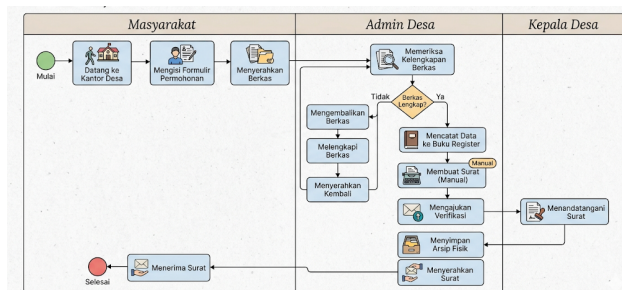 Masyarakat
Admin Desa
Kepala Desa
Mulai
Datang ke
Kantor Desa
Mengisi Formulir
Permohonan
Menyerahkan
Berkas
Memeriksa
Kelengkapan
Berkas
Tidak
Berkas
Lengkap?
Ya
Mengembalikan
Berkas
Melengkapi
Berkas
Menyerahkan
Kembali
Mencatat Data
ke Buku Register
Manual
Membuat Surat
(Manual)
Mengajukan
Verifikasi
Menandatangani
Surat
Menyimpan
Arsip Fisik
Menyerahkan
Surat
Menerima Surat
Selesai